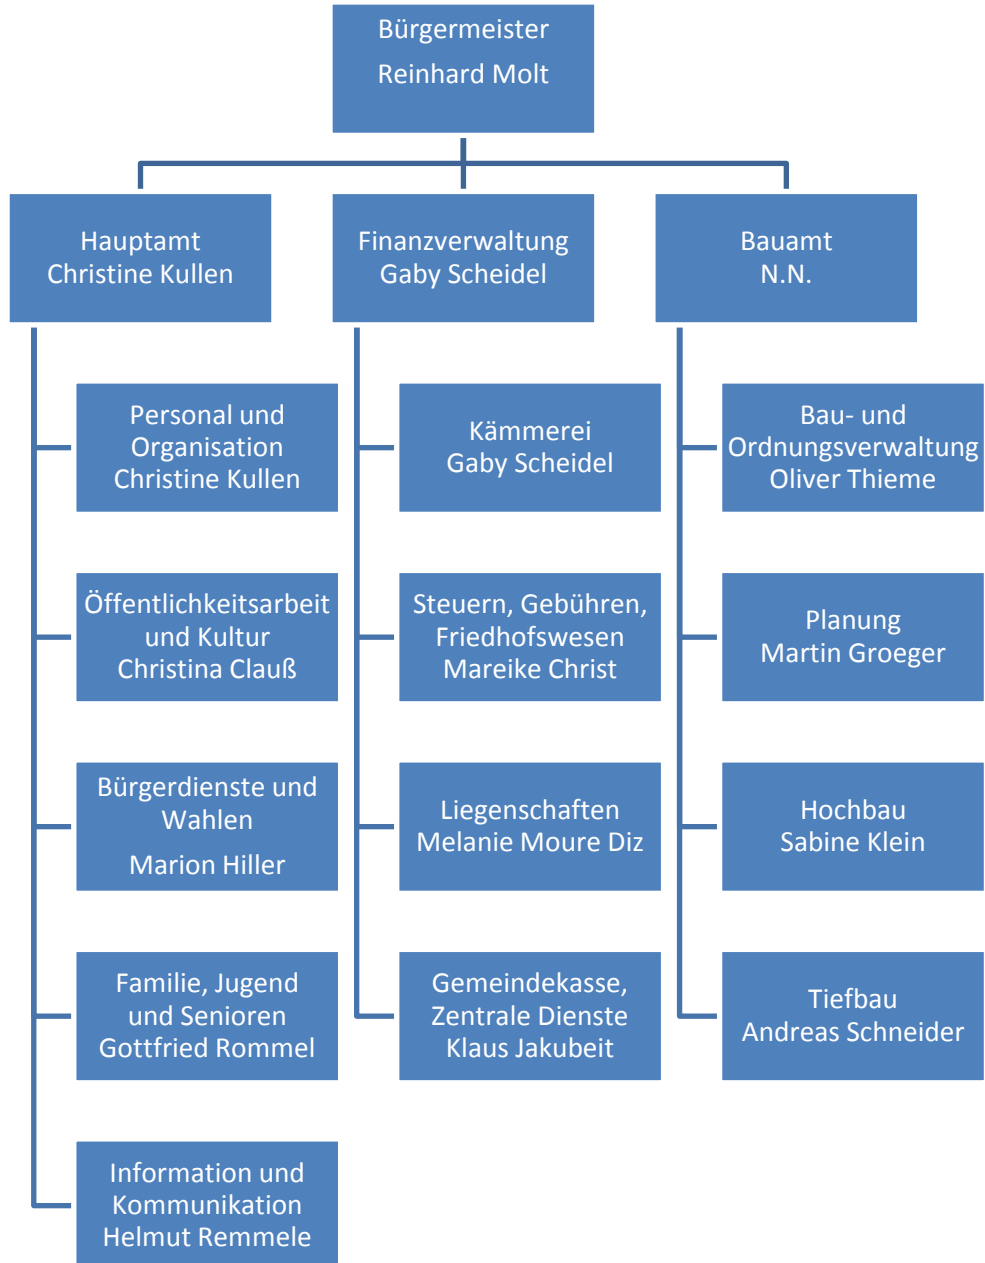 Bürgermeister
Reinhard Molt
Hauptamt
Christine Kullen
Finanzverwaltung
Gaby Scheidel
Bauamt
N.N.
Personal und
Organisation
Christine Kullen
Kämmerei
Gaby Scheidel
Bau- und
Ordnungsverwaltung
Oliver Thieme
Öffentlichkeitsarbeit
und Kultur
Christina Clauß
Steuern, Gebühren,
Friedhofswesen
Mareike Christ
Planung
Martin Groeger
Bürgerdienste und
Wahlen
Marion Hiller
Liegenschaften
Melanie Moure Diz
Hochbau
Sabine Klein
Familie, Jugend
und Senioren
Gottfried Rommel
Gemeindekasse,
Zentrale Dienste
Klaus Jakubeit
Tiefbau
Andreas Schneider
Information und
Kommunikation
Helmut Remmele